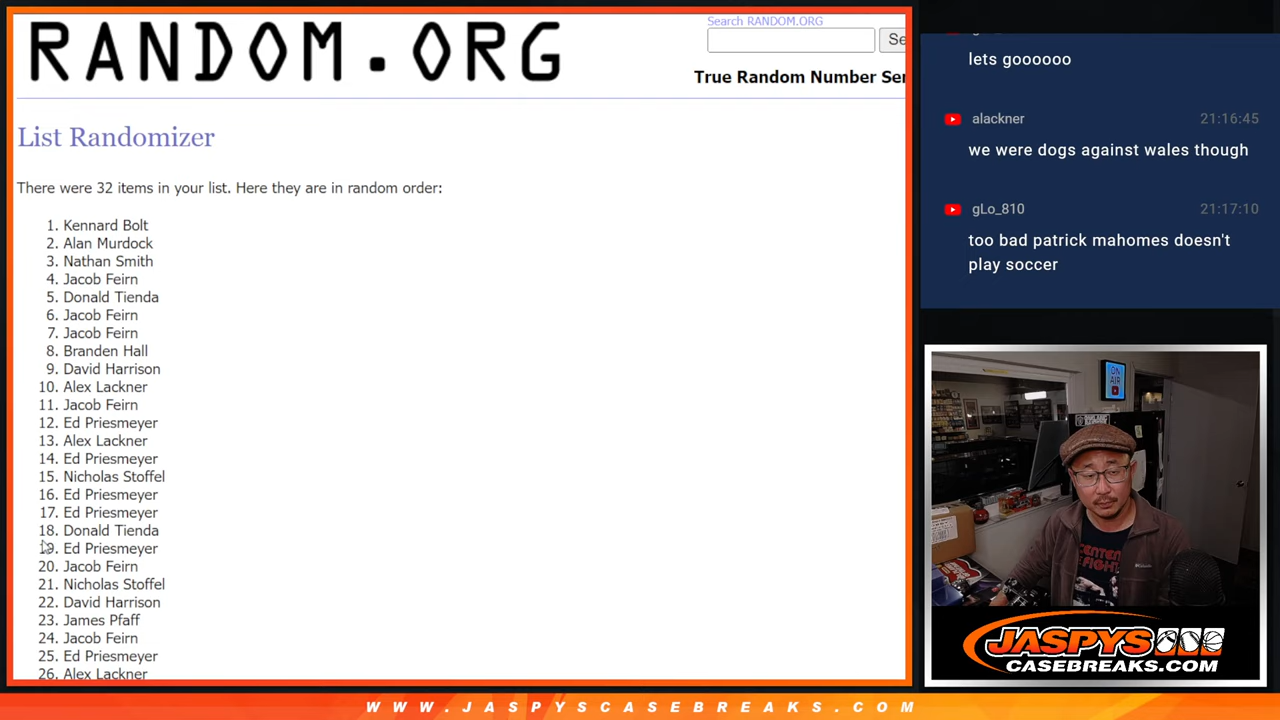 RANDOM.ORG
Search RANDOM.ORG
Se
True Random Number Ser
List Randomizer
There were 32 items in your list. Here they are in random order:
1. Kennard Bolt
2. Alan Murdock
3. Nathan Smith
4. Jacob Feirn
5. Donald Tienda
6. Jacob Feirn
7. Jacob Feirn
8. Branden Hall
9. David Harrison
10. Alex Lackner
11. Jacob Feirn
12. Ed Priesmeyer
13. Alex Lackner
14. Ed Priesmeyer
15. Nicholas Stoffel
16. Ed Priesmeyer
17. Ed Priesmeyer
18. Donald Tienda
19. Ed Priesmeyer
20. Jacob Feirn
21. Nicholas Stoffel
22. David Harrison
23. James Pfaff
24. Jacob Feirn
25. Ed Priesmeyer
26. Alex Lackner
lets goooooo
alackner 21:16:45
we were dogs against wales though
gLo_810 21:17:10
too bad patrick mahomes doesn't
play soccer
ON
AIR
JASPYS
CASEBREAKS.COM
WWW.JASPYSCASEBREAKS.COM